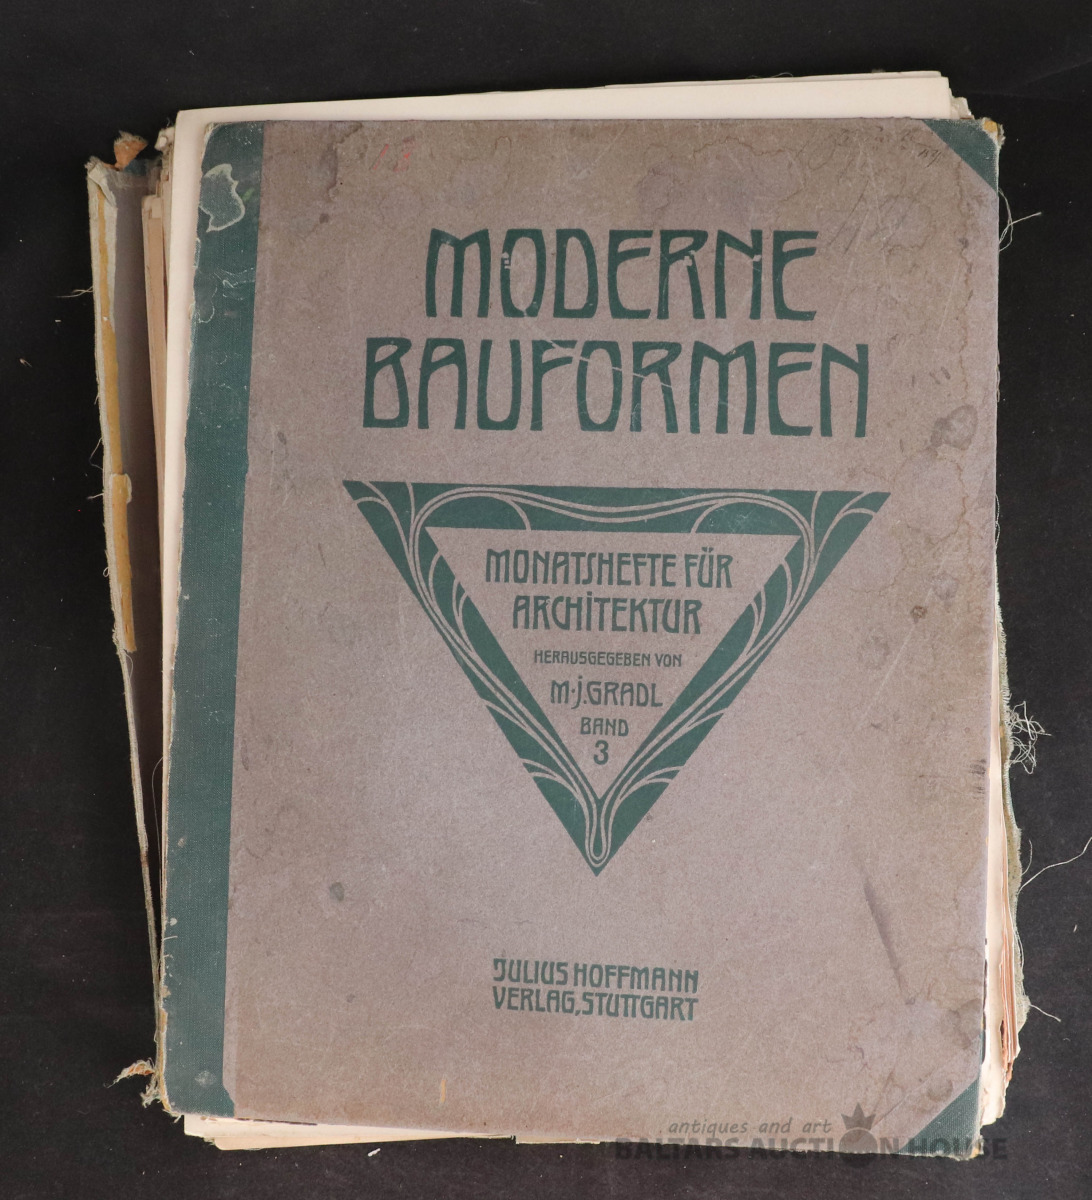 MODERNE
BAUFORMEN
MONATSHEFTE FÜR
ARCHITEKTUR
HERAUSGEGEBEN VON
M·J.GRADL
BAND
3
JULIUS HOFFMANN
VERLAG, STUTTGART
antiques and art
BALTARS AUCTION HOUSE